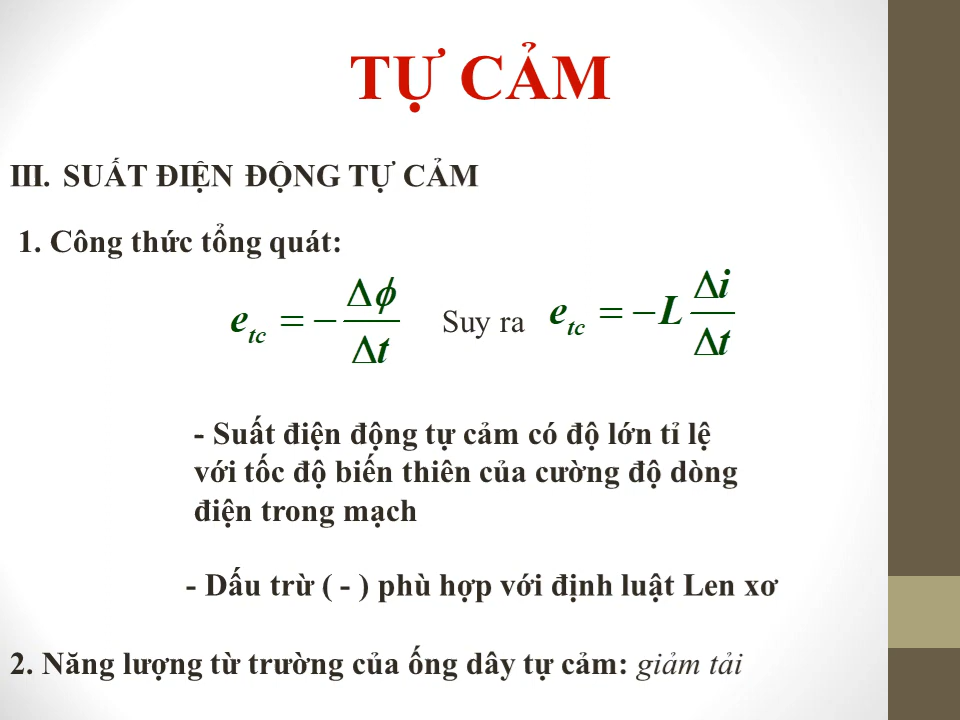 TỰ CẢM
III. SUẤT ĐIỆN ĐỘNG TỰ CẢM
1. Công thức tổng quát:
e_tc = − Δϕ/Δt Suy ra e_tc = −L Δi/Δt
- Suất điện động tự cảm có độ lớn tỉ lệ
với tốc độ biến thiên của cường độ dòng
điện trong mạch
- Dấu trừ ( - ) phù hợp với định luật Len xơ
2. Năng lượng từ trường của ống dây tự cảm: giảm tải